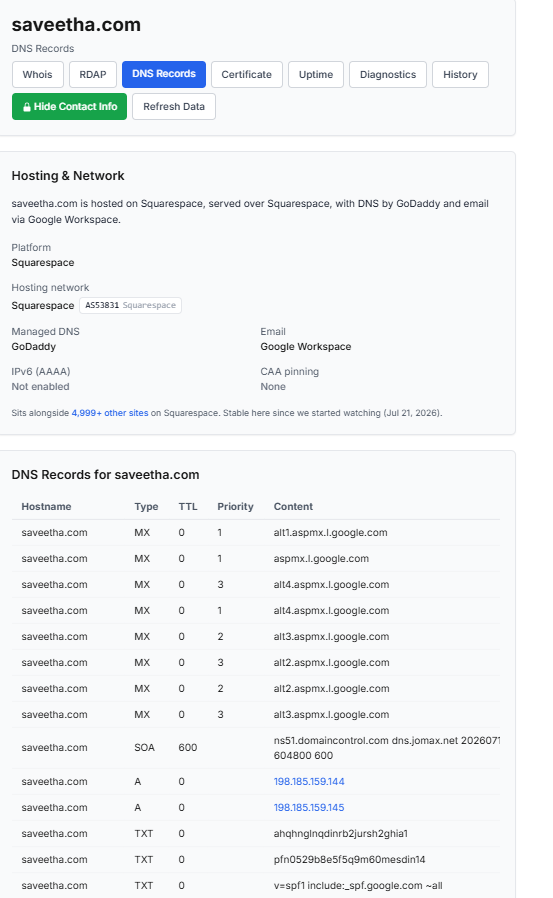 saveetha.com
DNS Records
Whois RDAP DNS Records Certificate Uptime Diagnostics History
Hide Contact Info Refresh Data
Hosting & Network
saveetha.com is hosted on Squarespace, served over Squarespace, with DNS by GoDaddy and email
via Google Workspace.
Platform
Squarespace
Hosting network
Squarespace AS53831 Squarespace
Managed DNS Email
GoDaddy Google Workspace
IPv6 (AAAA) CAA pinning
Not enabled None
Sits alongside 4,999+ other sites on Squarespace. Stable here since we started watching (Jul 21, 2026).
DNS Records for saveetha.com
Hostname Type TTL Priority Content
saveetha.com MX 0 1 alt1.aspmx.l.google.com
saveetha.com MX 0 1 aspmx.l.google.com
saveetha.com MX 0 3 alt4.aspmx.l.google.com
saveetha.com MX 0 1 alt4.aspmx.l.google.com
saveetha.com MX 0 2 alt3.aspmx.l.google.com
saveetha.com MX 0 3 alt2.aspmx.l.google.com
saveetha.com MX 0 2 alt2.aspmx.l.google.com
saveetha.com MX 0 3 alt3.aspmx.l.google.com
saveetha.com SOA 600 ns51.domaincontrol.com dns.jomax.net 202607
604800 600
saveetha.com A 0 198.185.159.144
saveetha.com A 0 198.185.159.145
saveetha.com TXT 0 ahqhnglnqdinrb2jursh2ghia1
saveetha.com TXT 0 pfn0529b8e5f5q9m60mesdin14
saveetha.com TXT 0 v=spf1 include:_spf.google.com ~all